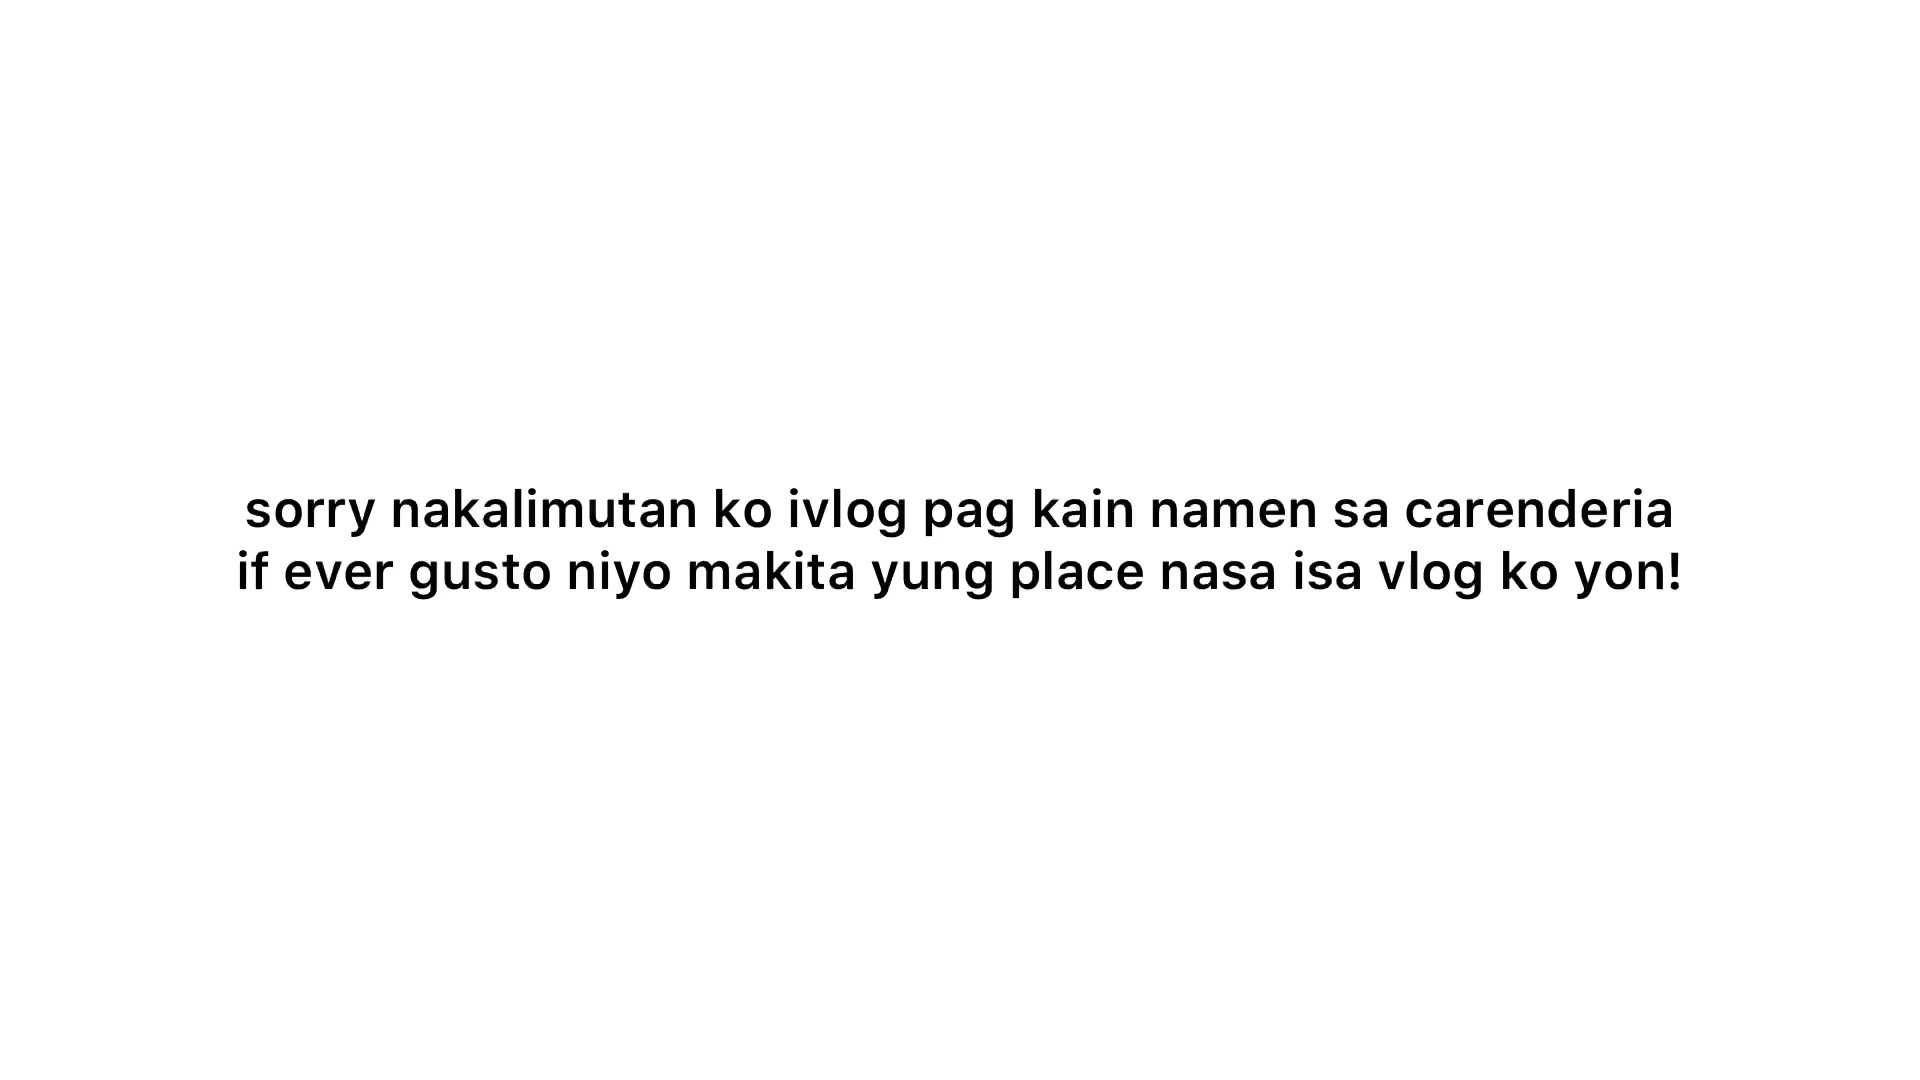 sorry nakalimutan ko ivlog pag kain namen sa carenderia
if ever gusto niyo makita yung place nasa isa vlog ko yon!